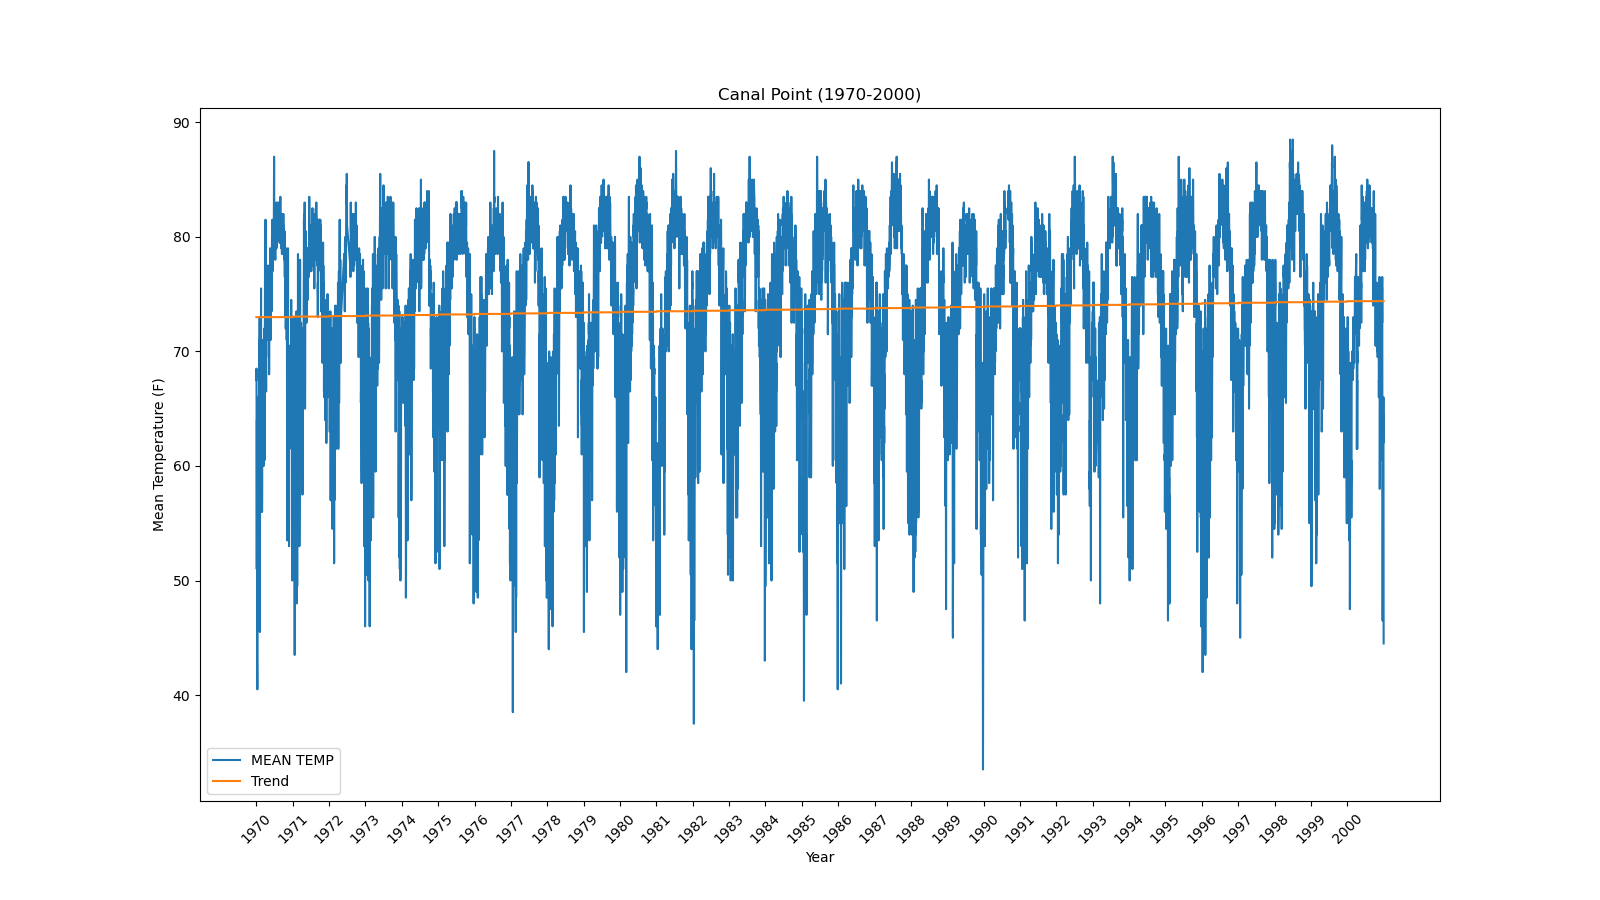 Canal Point (1970-2000)
90
80
70
60
50
40
Mean Temperature (F)
MEAN TEMP
Trend
1970 1971 1972 1973 1974 1975 1976 1977 1978 1979 1980 1981 1982 1983 1984 1985 1986 1987 1988 1989 1990 1991 1992 1993 1994 1995 1996 1997 1998 1999 2000
Year